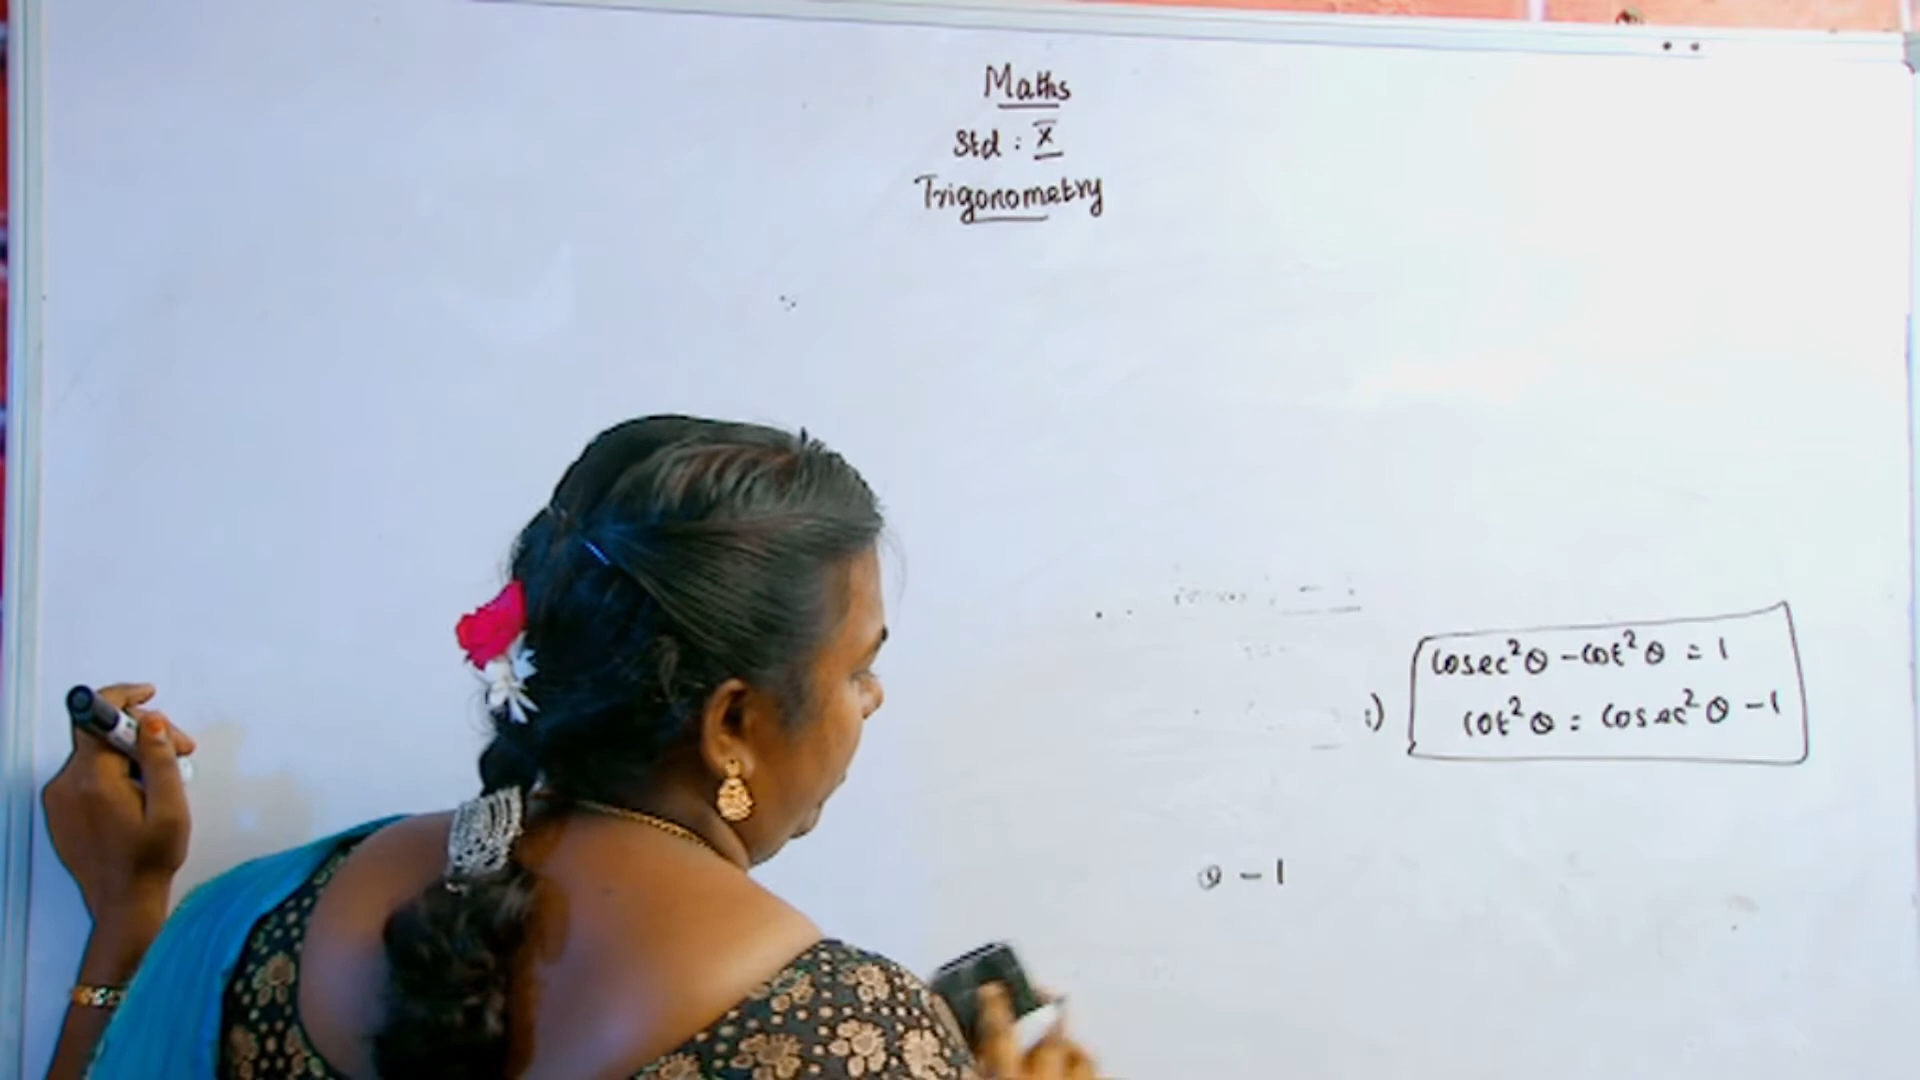 Maths
Std : X
Trigonometry
cosec²θ - cot²θ = 1
i) cot²θ = cosec²θ - 1
θ - 1